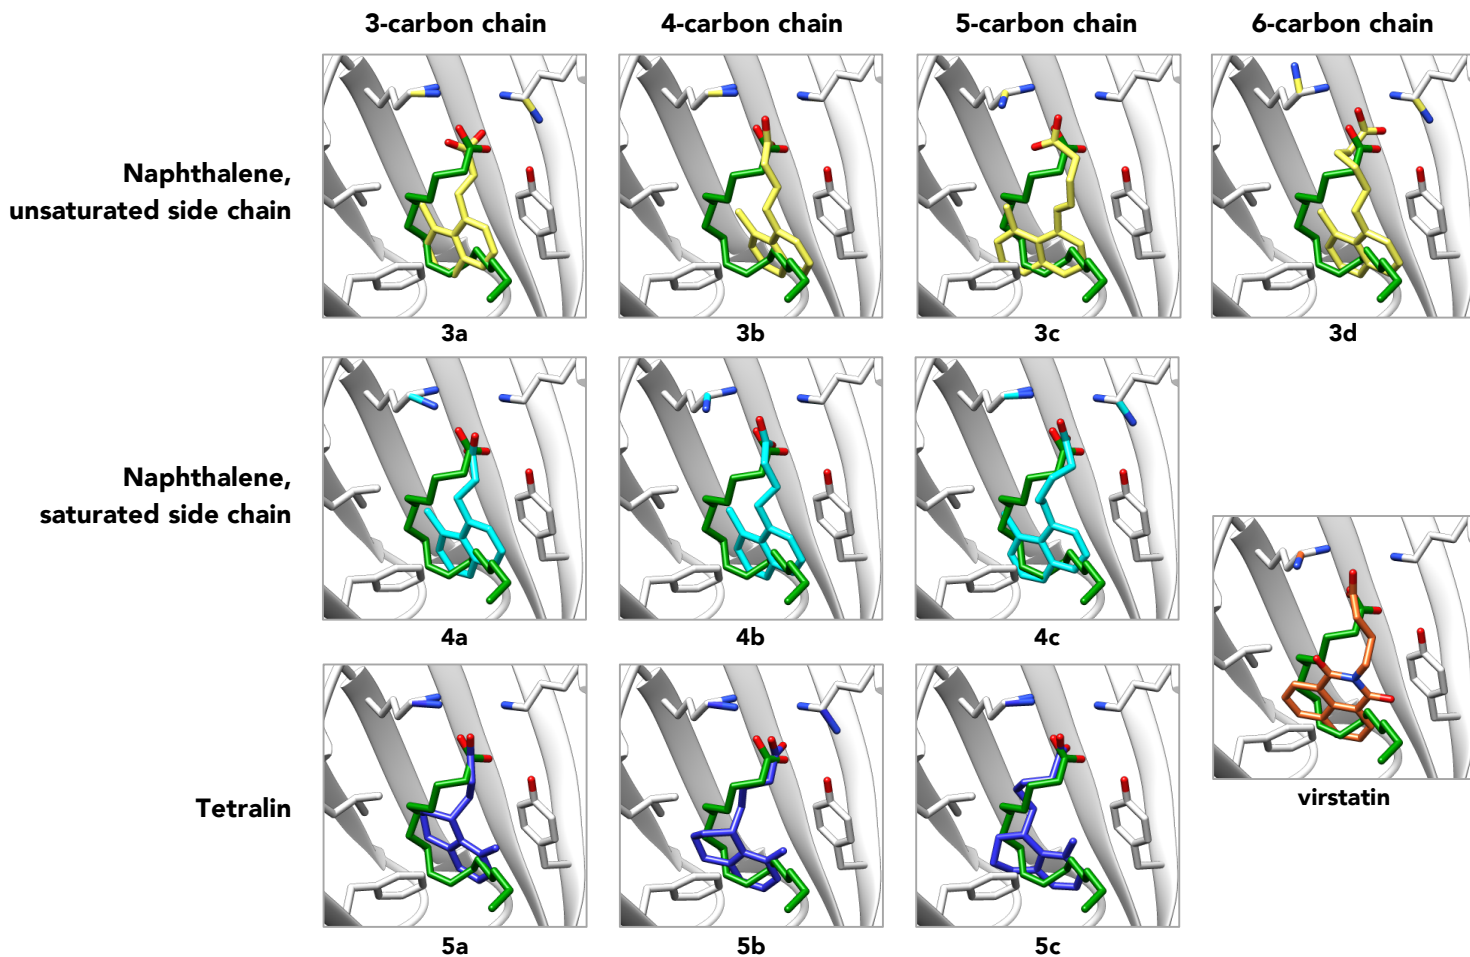 3-carbon chain
4-carbon chain
5-carbon chain
6-carbon chain
Naphthalene,
unsaturated side chain
3a
3b
3c
3d
Naphthalene,
saturated side chain
4a
4b
4c
Tetralin
5a
5b
5c
virstatin